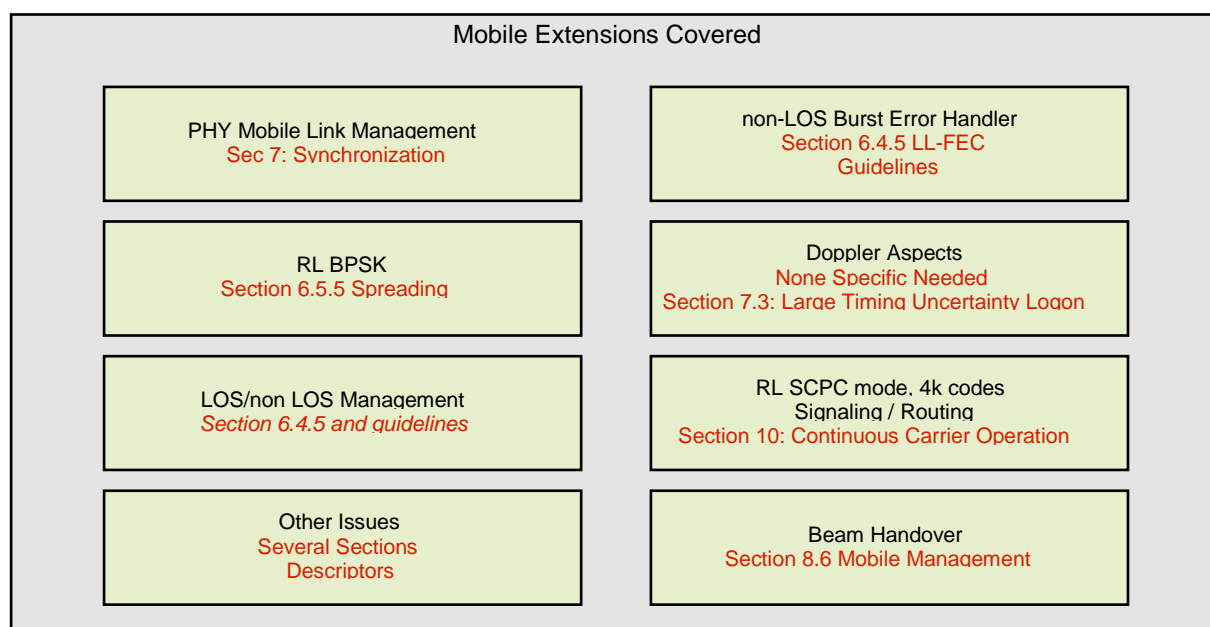 Mobile Extensions Covered
PHY Mobile Link Management
Sec 7: Synchronization
non-LOS Burst Error Handler
Section 6.4.5 LL-FEC
Guidelines
RL BPSK
Section 6.5.5 Spreading
Doppler Aspects
None Specific Needed
Section 7.3: Large Timing Uncertainty Logon
LOS/non LOS Management
Section 6.4.5 and guidelines
RL SCPC mode, 4k codes
Signaling / Routing
Section 10: Continuous Carrier Operation
Other Issues
Several Sections
Descriptors
Beam Handover
Section 8.6 Mobile Management